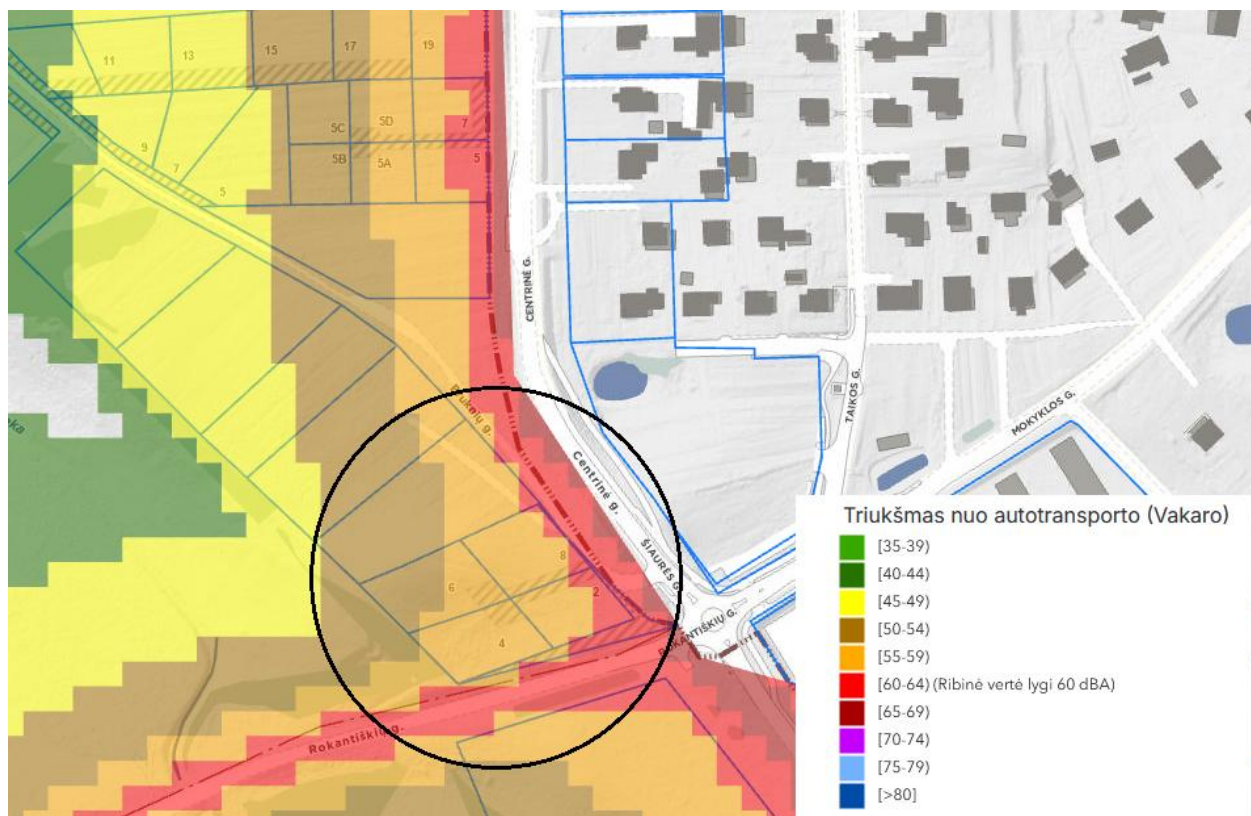 11
13
15
17
19
5C
5D
7
9
7
5
5B
5A
5
CENTRINĖ G.
TAIKOS G.
MOKYKLOS G.
Centrinė g.
ŠIAURĖS G.
8
6
2
4
ROKANTIŠKIŲ G.
Rokantiškių g.
Triukšmas nuo autotransporto (Vakaro)
[35-39)
[40-44)
[45-49)
[50-54)
[55-59)
[60-64) (Ribinė vertė lygi 60 dBA)
[65-69)
[70-74)
[75-79)
[>80]